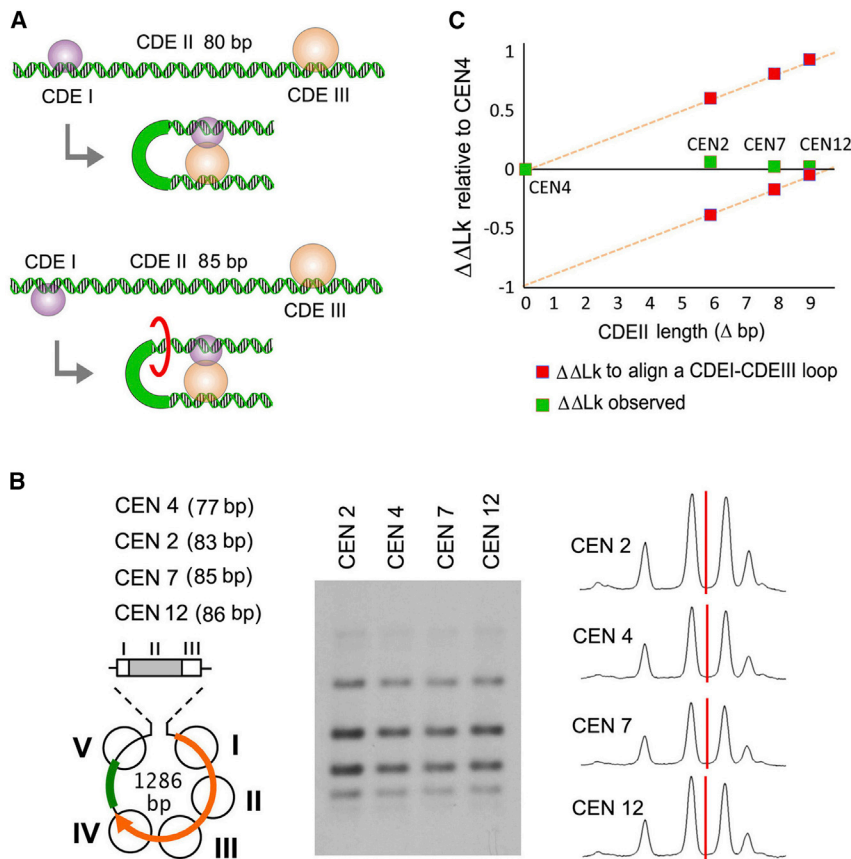 A
CDE II 80 bp
CDE I
CDE III
CDE I
CDE II 85 bp
CDE III
C
ΔΔLk relative to CEN4
1
0.5
0
-0.5
-1
CEN4
CEN2
CEN7
CEN12
0 1 2 3 4 5 6 7 8 9
CDEII length (Δ bp)
ΔΔLk to align a CDEI-CDEIII loop
ΔΔLk observed
B
CEN 4 (77 bp)
CEN 2 (83 bp)
CEN 7 (85 bp)
CEN 12 (86 bp)
I II III
V
I
1286
bp
II
IV
III
CEN 2
CEN 4
CEN 7
CEN 12
CEN 2
CEN 4
CEN 7
CEN 12